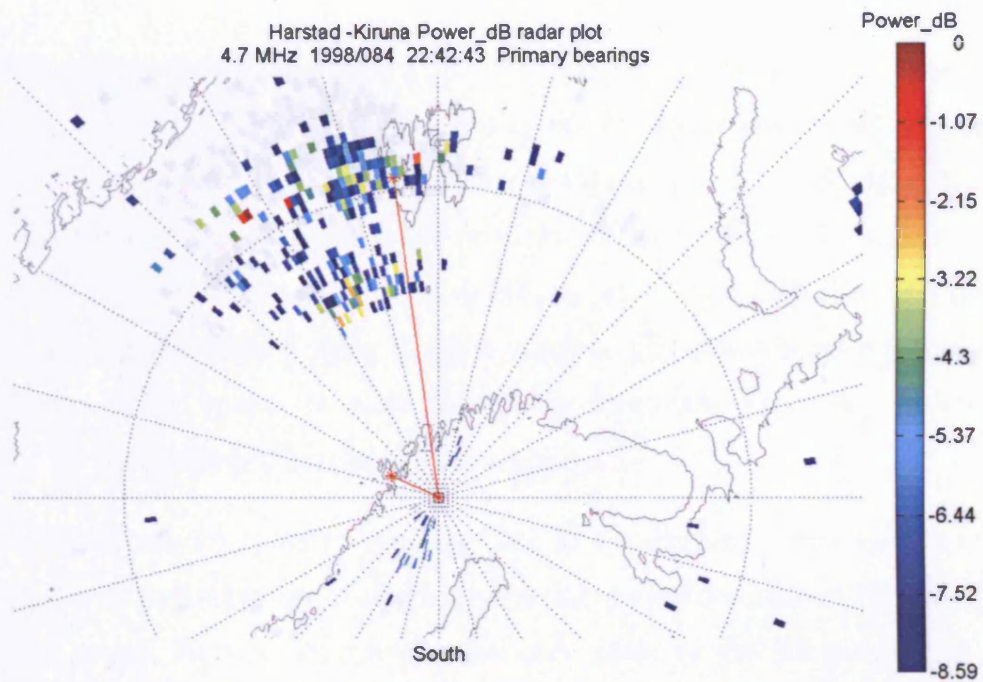 Harstad -Kiruna Power_dB radar plot
4.7 MHz 1998/084 22:42:43 Primary bearings
Power_dB
0
-1.07
-2.15
-3.22
-4.3
-5.37
-6.44
-7.52
-8.59
South